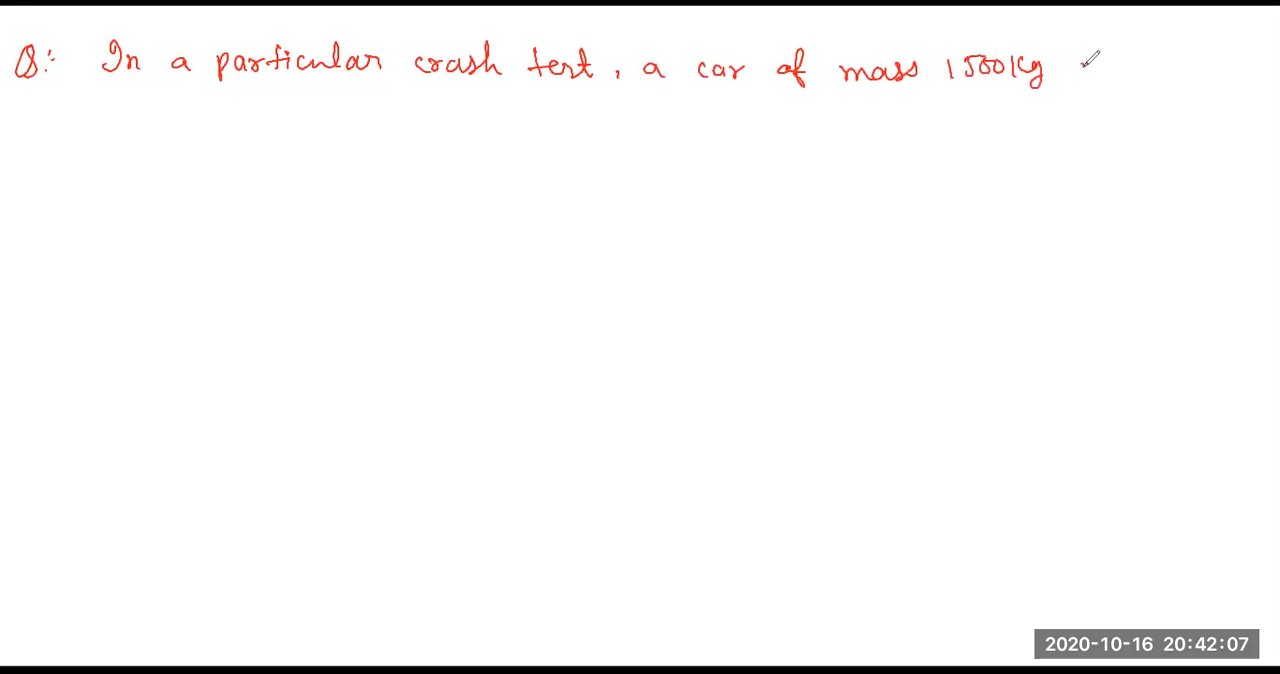 Q:- In a particular crash test, a car of mass 1500Kg
2020-10-16 20:42:07